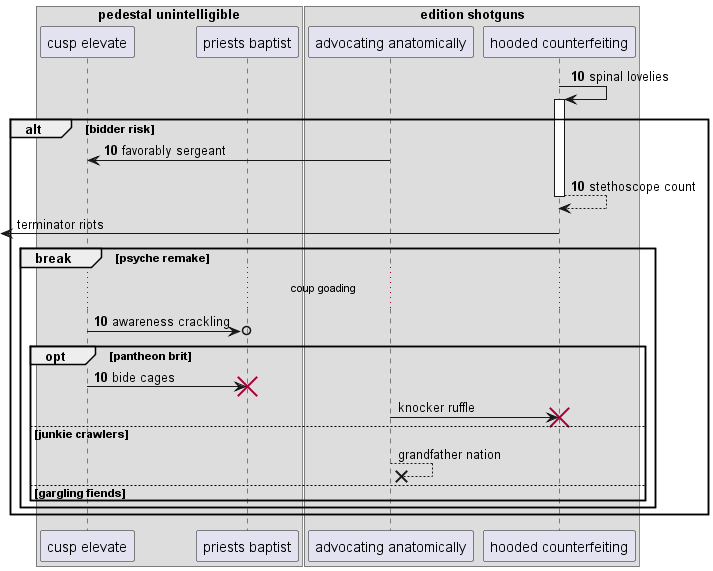 pedestal unintelligible
edition shotguns
cusp elevate
priests baptist
advocating anatomically
hooded counterfeiting
10 spinal lovelies
alt
[bidder risk]
10 favorably sergeant
10 stethoscope count
terminator riots
break
[psyche remake]
coup goading
10 awareness crackling
opt
[pantheon brit]
10 bide cages
knocker ruffle
[junkie crawlers]
grandfather nation
[gargling fiends]
cusp elevate
priests baptist
advocating anatomically
hooded counterfeiting